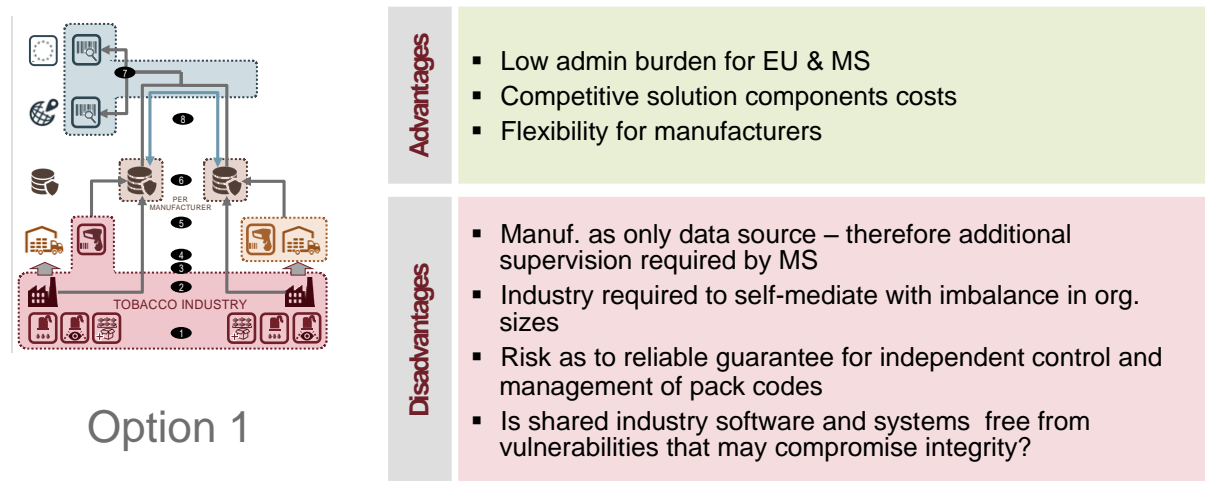 7
8
6
PER
MANUFACTURER
5
4
3
2
TOBACCO INDUSTRY
1
Option 1
Advantages
▪ Low admin burden for EU & MS
▪ Competitive solution components costs
▪ Flexibility for manufacturers
Disadvantages
▪ Manuf. as only data source – therefore additional
supervision required by MS
▪ Industry required to self-mediate with imbalance in org.
sizes
▪ Risk as to reliable guarantee for independent control and
management of pack codes
▪ Is shared industry software and systems  free from
vulnerabilities that may compromise integrity?